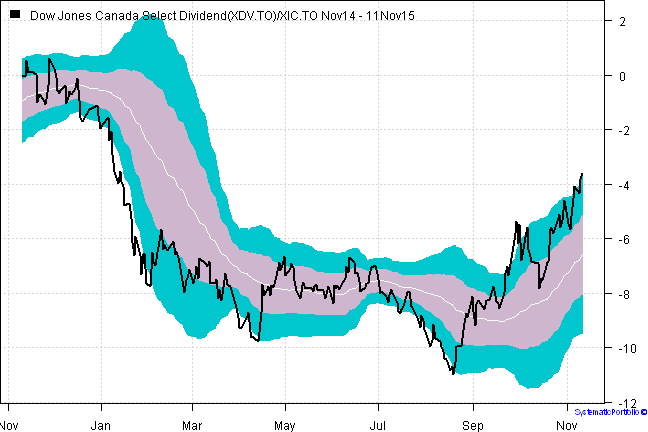 Dow Jones Canada Select Dividend(XDV.TO)/XIC.TO Nov14 - 11Nov15
2
0
-2
-4
-6
-8
-10
-12
Nov Jan Mar May Jul Sep Nov
SystematicPortfolio ©